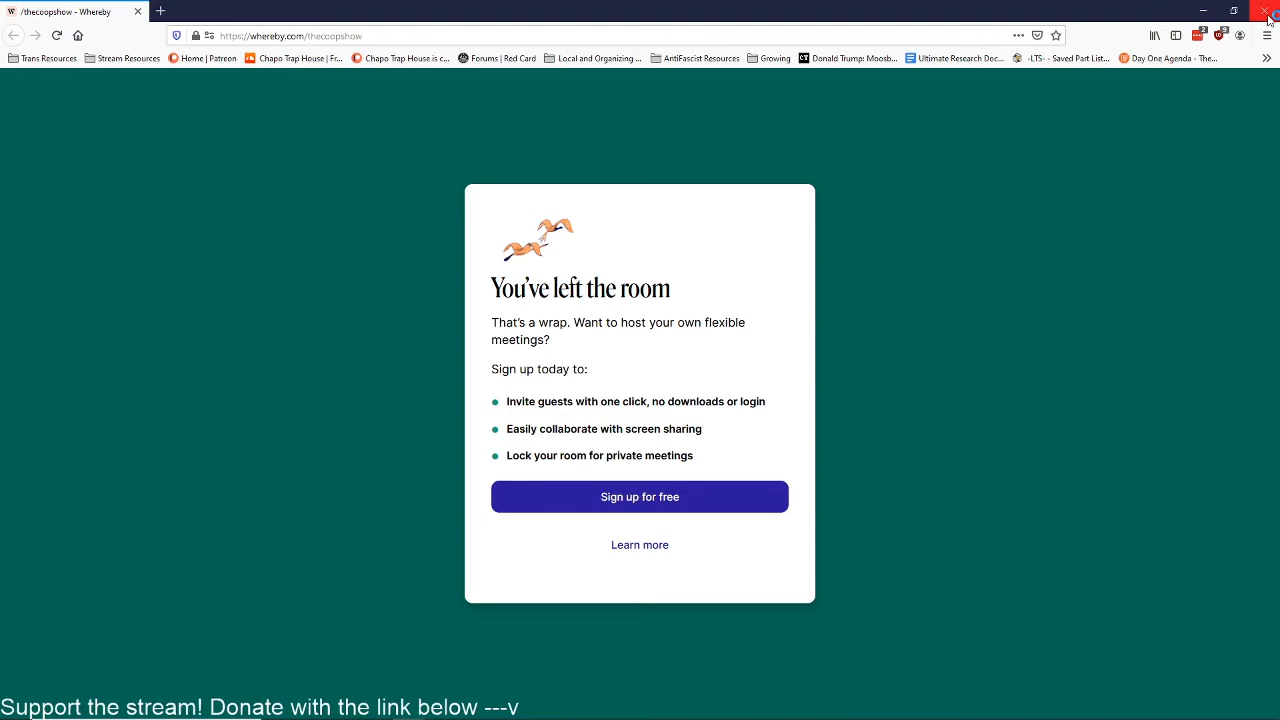 /thecoopshow - Whereby
https://whereby.com/thecoopshow
2
9
Trans Resources
Stream Resources
Home | Patreon
Chapo Trap House | Fr...
Chapo Trap House is c...
Forums | Red Card
Local and Organizing ...
AntiFascist Resources
Growing
CT
Donald Trump: Moosb...
Ultimate Research Doc...
-LTS- - Saved Part List...
Day One Agenda - The...
You've left the room
That's a wrap. Want to host your own flexible
meetings?
Sign up today to:
Invite guests with one click, no downloads or login
Easily collaborate with screen sharing
Lock your room for private meetings
Sign up for free
Learn more
Support the stream! Donate with the link below ---v